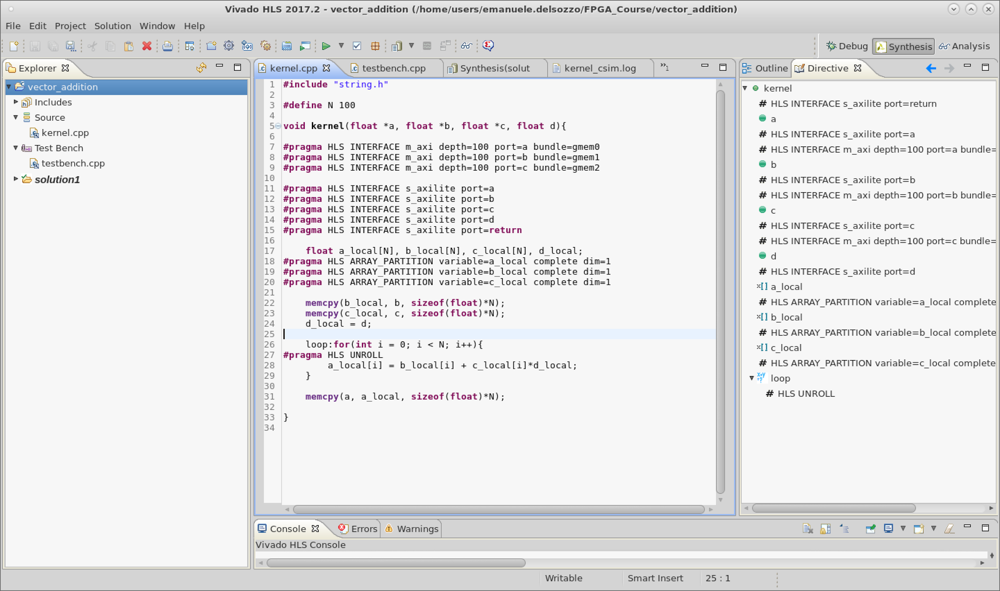 Vivado HLS 2017.2 - vector_addition (/home/users/emanuele.delsozzo/FPGA_Course/vector_addition)
File Edit Project Solution Window Help
Debug Synthesis Analysis
Explorer
vector_addition
Includes
Source
kernel.cpp
Test Bench
testbench.cpp
solution1
kernel.cpp testbench.cpp Synthesis(solut kernel_csim.log »1
1 #include "string.h"
2
3 #define N 100
4
5 void kernel(float *a, float *b, float *c, float d){
6
7 #pragma HLS INTERFACE m_axi depth=100 port=a bundle=gmem0
8 #pragma HLS INTERFACE m_axi depth=100 port=b bundle=gmem1
9 #pragma HLS INTERFACE m_axi depth=100 port=c bundle=gmem2
10
11 #pragma HLS INTERFACE s_axilite port=a
12 #pragma HLS INTERFACE s_axilite port=b
13 #pragma HLS INTERFACE s_axilite port=c
14 #pragma HLS INTERFACE s_axilite port=d
15 #pragma HLS INTERFACE s_axilite port=return
16
17     float a_local[N], b_local[N], c_local[N], d_local;
18 #pragma HLS ARRAY_PARTITION variable=a_local complete dim=1
19 #pragma HLS ARRAY_PARTITION variable=b_local complete dim=1
20 #pragma HLS ARRAY_PARTITION variable=c_local complete dim=1
21
22     memcpy(b_local, b, sizeof(float)*N);
23     memcpy(c_local, c, sizeof(float)*N);
24     d_local = d;
25
26     loop:for(int i = 0; i < N; i++){
27 #pragma HLS UNROLL
28         a_local[i] = b_local[i] + c_local[i]*d_local;
29     }
30
31     memcpy(a, a_local, sizeof(float)*N);
32
33 }
34
Outline Directive
kernel
# HLS INTERFACE s_axilite port=return
a
# HLS INTERFACE s_axilite port=a
# HLS INTERFACE m_axi depth=100 port=a bundle=
b
# HLS INTERFACE s_axilite port=b
# HLS INTERFACE m_axi depth=100 port=b bundle=
c
# HLS INTERFACE s_axilite port=c
# HLS INTERFACE m_axi depth=100 port=c bundle=
d
# HLS INTERFACE s_axilite port=d
x[] a_local
# HLS ARRAY_PARTITION variable=a_local complete
x[] b_local
# HLS ARRAY_PARTITION variable=b_local complete
x[] c_local
# HLS ARRAY_PARTITION variable=c_local complete
loop
# HLS UNROLL
Console Errors Warnings
Vivado HLS Console
Writable Smart Insert 25 : 1